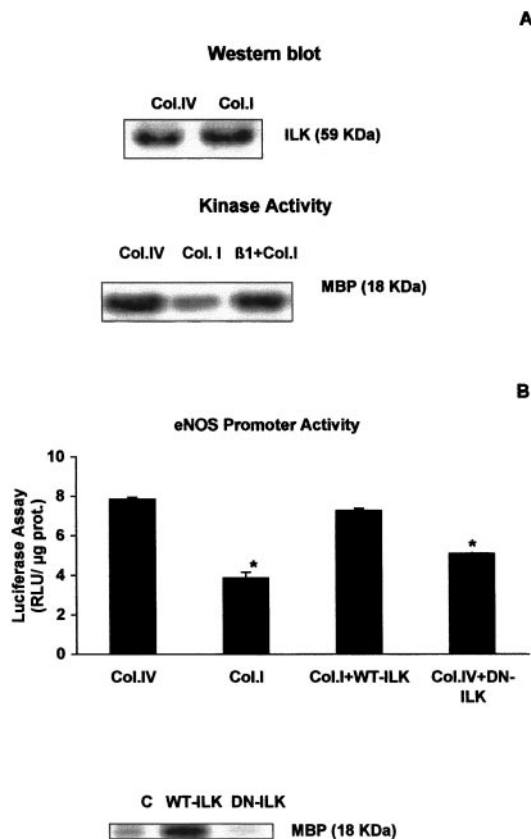 A
Western blot
Col.IV Col.I
ILK (59 KDa)
Kinase Activity
Col.IV Col. I ß1+Col.I
MBP (18 KDa)
B
eNOS Promoter Activity
Luciferase Assay
(RLU/ µg prot.)
10
8
6
4
2
0
*
*
Col.IV Col.I Col.I+WT-ILK Col.IV+DN-
ILK
C WT-ILK DN-ILK
MBP (18 KDa)